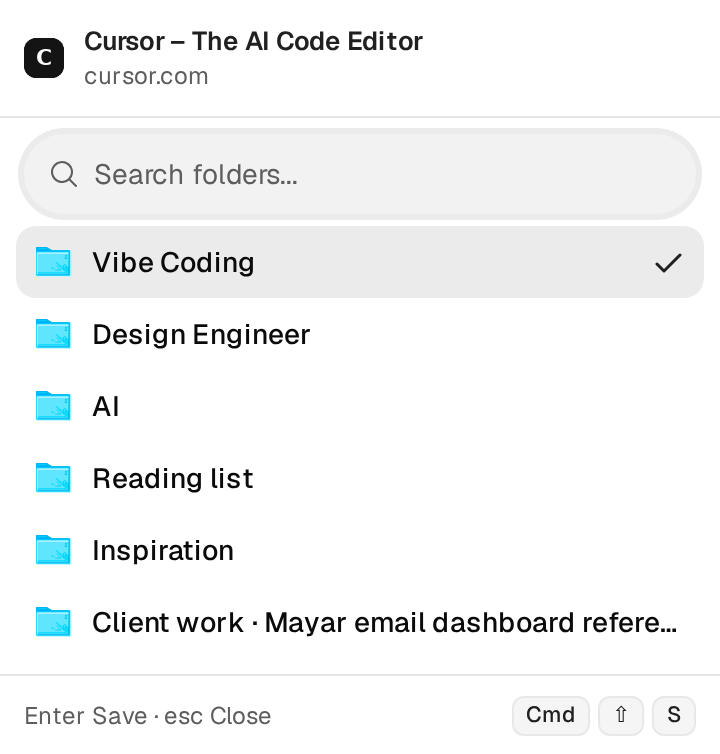 C
Cursor – The AI Code Editor
cursor.com
Search folders...
Vibe Coding
Design Engineer
AI
Reading list
Inspiration
Client work · Mayar email dashboard refere...
Enter Save · esc Close
Cmd ⇧ S